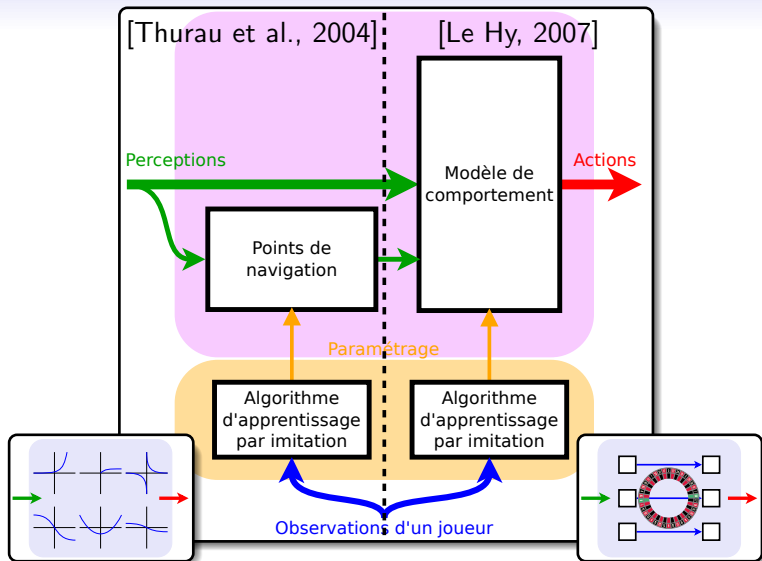 [Thurau et al., 2004]
[Le Hy, 2007]
Perceptions
Modèle de
comportement
Actions
Points de
navigation
Paramétrage
Algorithme
d'apprentissage
par imitation
Algorithme
d'apprentissage
par imitation
Observations d'un joueur